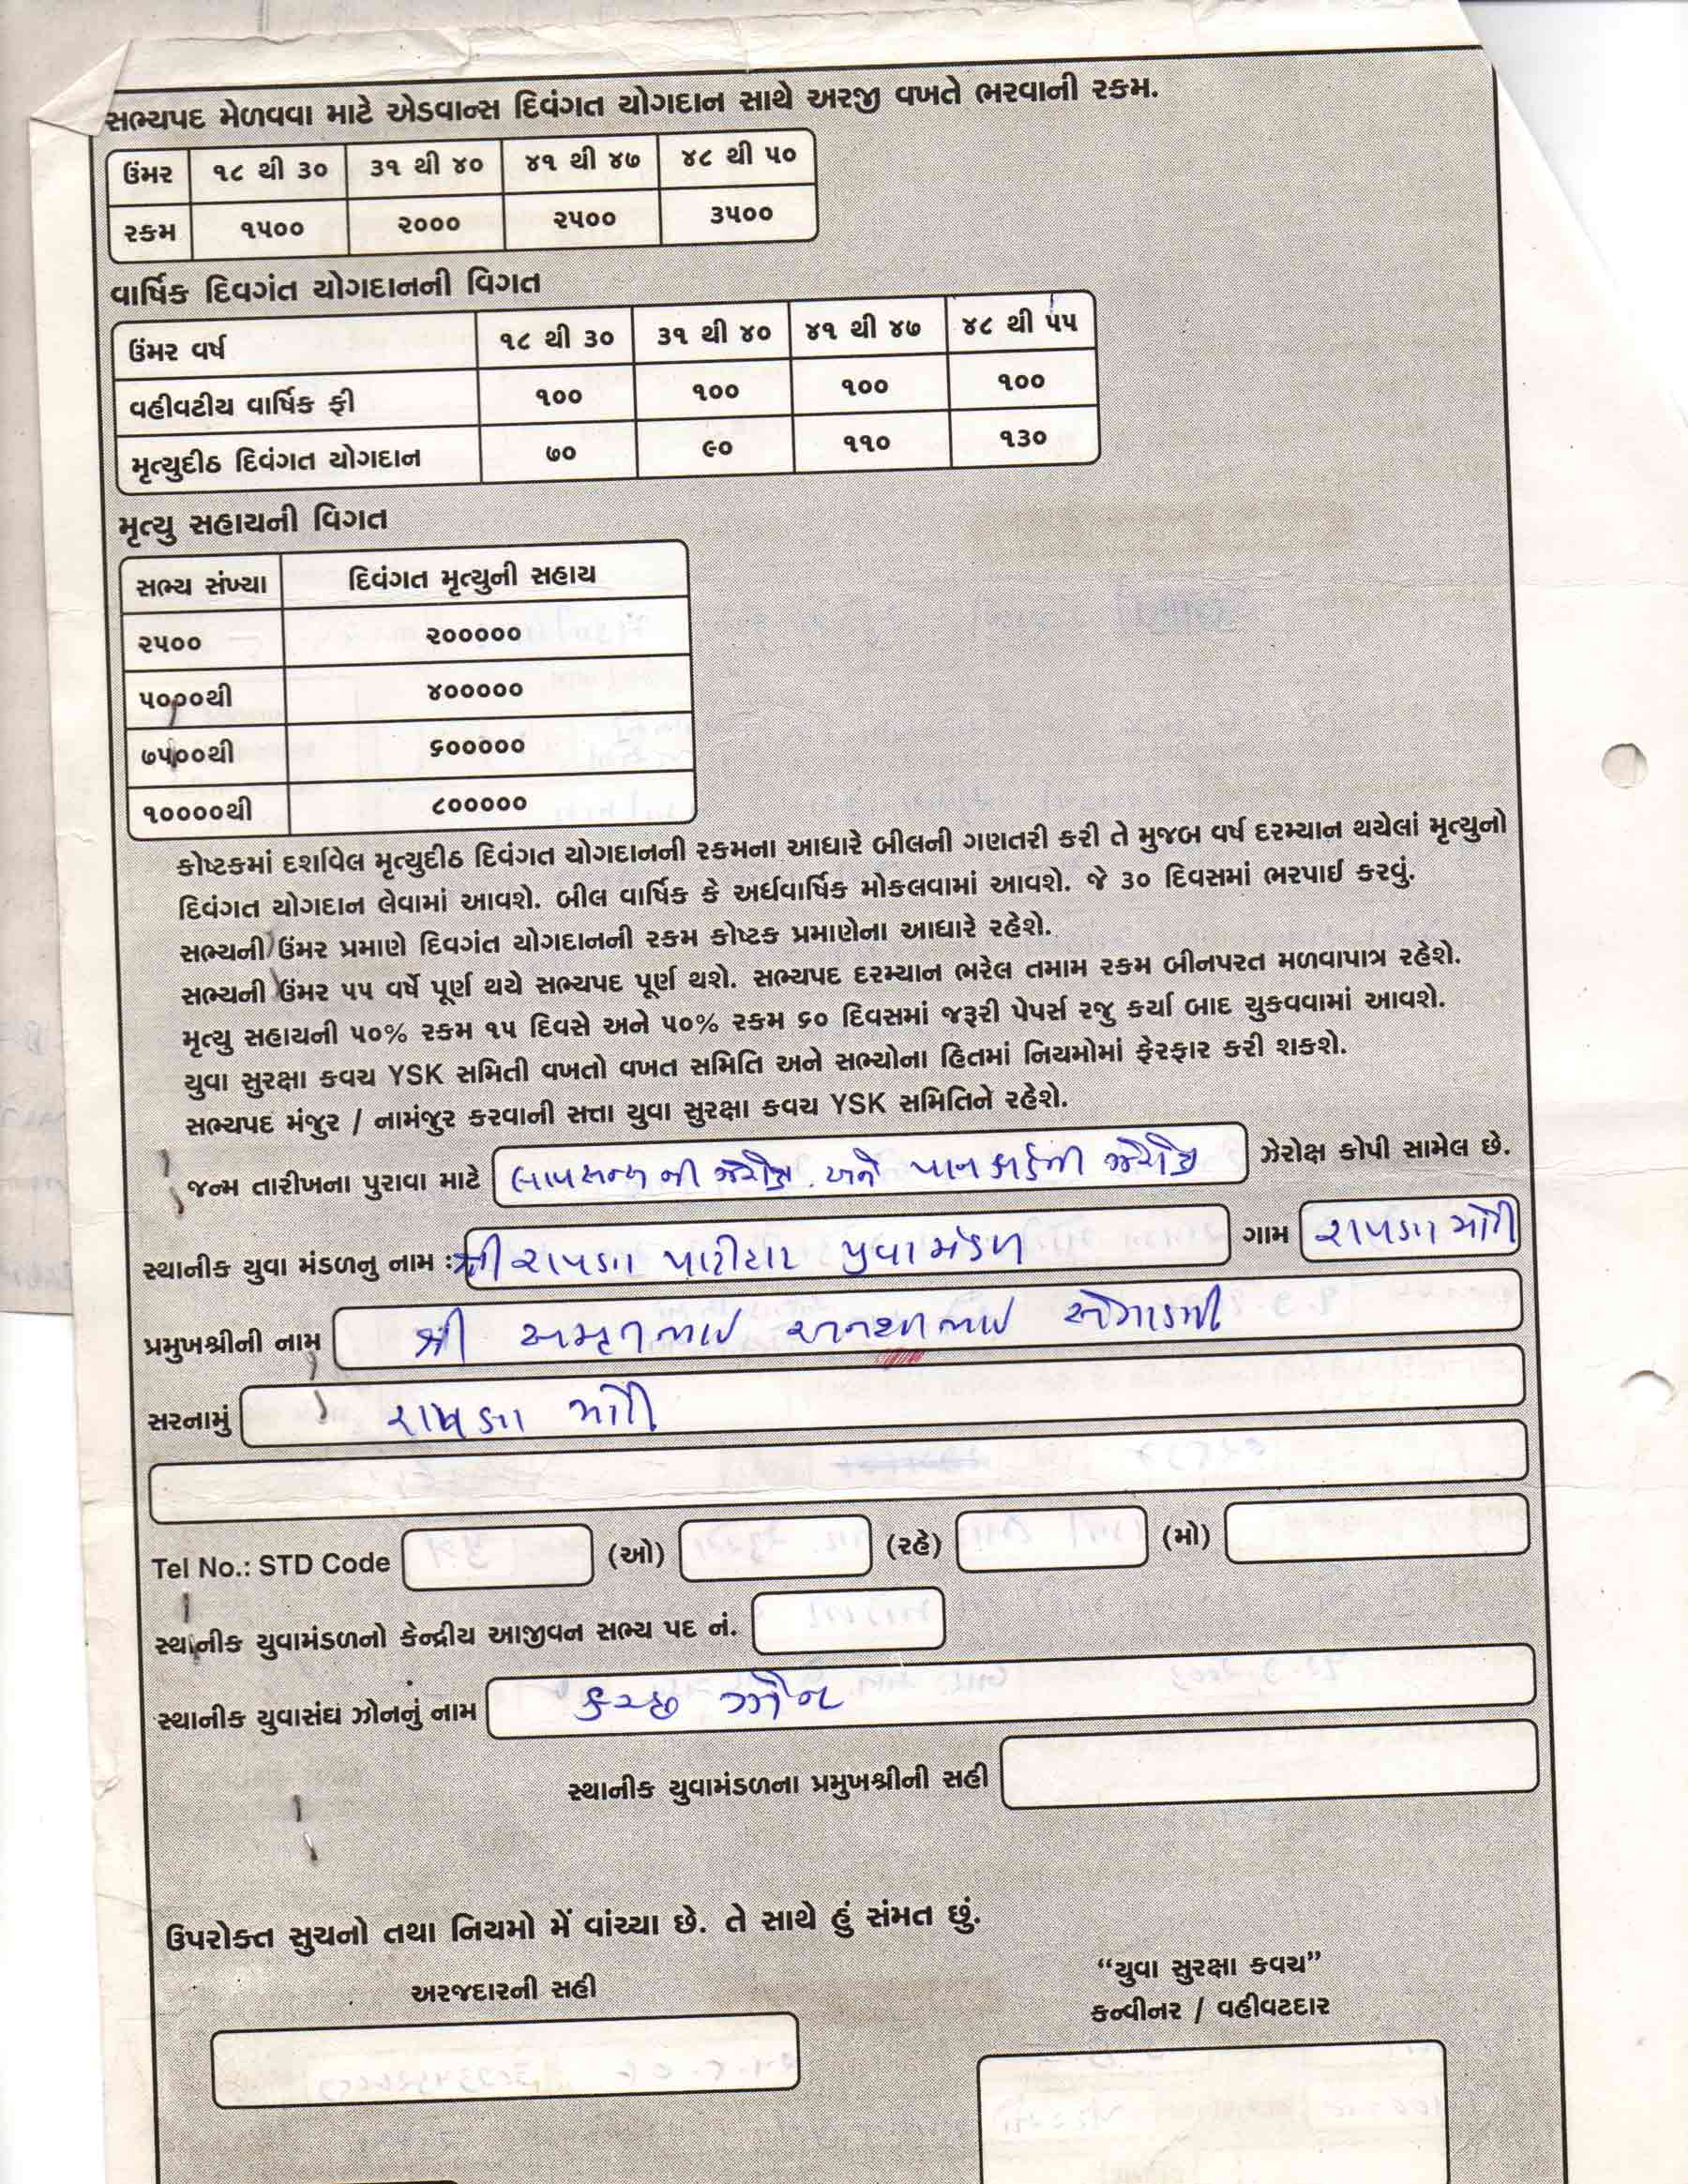 સભ્યપદ મેળવવા માટે એડવાન્સ દિવંગત યોગદાન સાથે અરજી વખતે ભરવાની રકમ.
ઉંમર ૧૮ થી ૩૦ ૩૧ થી ૪૦ ૪૧ થી ૪૭ ૪૮ થી ૫૦
રકમ ૧૫૦૦ ૨૦૦૦ ૨૫૦૦ ૩૫૦૦
વાર્ષિક દિવગંત યોગદાનની વિગત
ઉંમર વર્ષ ૧૮ થી ૩૦ ૩૧ થી ૪૦ ૪૧ થી ૪૭ ૪૮ થી ૫૫
વહીવટીય વાર્ષિક ફી ૧૦૦ ૧૦૦ ૧૦૦ ૧૦૦
મૃત્યુદીઠ દિવંગત યોગદાન ૭૦ ૯૦ ૧૧૦ ૧૩૦
મૃત્યુ સહાયની વિગત
સભ્ય સંખ્યા દિવંગત મૃત્યુની સહાય
૨૫૦૦ ૨૦૦૦૦૦
૫૦૦૦થી ૪૦૦૦૦૦
૭૫૦૦થી ૬૦૦૦૦૦
૧૦૦૦૦થી ૮૦૦૦૦૦
કોષ્ટકમાં દર્શાવેલ મૃત્યુદીઠ દિવંગત યોગદાનની રકમના આધારે બીલની ગણતરી કરી તે મુજબ વર્ષ દરમ્યાન થયેલાં મૃત્યુનો
દિવંગત યોગદાન લેવામાં આવશે. બીલ વાર્ષિક કે અર્ધવાર્ષિક મોકલવામાં આવશે. જે ૩૦ દિવસમાં ભરપાઈ કરવું.
સભ્યની ઉંમર પ્રમાણે દિવગંત યોગદાનની રકમ કોષ્ટક પ્રમાણેના આધારે રહેશે.
સભ્યની ઉંમર ૫૫ વર્ષે પૂર્ણ થયે સભ્યપદ પૂર્ણ થશે. સભ્યપદ દરમ્યાન ભરેલ તમામ રકમ બીનપરત મળવાપાત્ર રહેશે.
મૃત્યુ સહાયની ૫૦% રકમ ૧૫ દિવસે અને ૫૦% રકમ ૬૦ દિવસમાં જરૂરી પેપર્સ રજુ કર્યા બાદ ચુકવવામાં આવશે.
યુવા સુરક્ષા કવચ YSK સમિતી વખતો વખત સમિતિ અને સભ્યોના હિતમાં નિયમોમાં ફેરફાર કરી શકશે.
સભ્યપદ મંજુર / નામંજુર કરવાની સત્તા યુવા સુરક્ષા કવચ YSK સમિતિને રહેશે.
જન્મ તારીખના પુરાવા માટે લાયસન્સ ની ઝેરોક્ષ અને પાન કાર્ડની ઝેરોક્ષ ઝેરોક્ષ કોપી સામેલ છે.
સ્થાનીક યુવા મંડળનુ નામ : શ્રી રાપડા પાટીદાર યુવામંડળ ગામ રાપડા મોટી
પ્રમુખશ્રીની નામ શ્રી અમૃતભાઈ
સરનામું રાપડા મોટી
Tel No.: STD Code (ઓ) (રહે) (મો)
સ્થાનીક યુવામંડળનો કેન્દ્રીય આજીવન સભ્ય પદ નં.
સ્થાનીક યુવાસંઘ ઝોનનું નામ કચ્છ ઝોન
સ્થાનીક યુવામંડળના પ્રમુખશ્રીની સહી
ઉપરોક્ત સુચનો તથા નિયમો મેં વાંચ્યા છે. તે સાથે હું સંમત છું.
અરજદારની સહી
“યુવા સુરક્ષા કવચ”
કન્વીનર / વહીવટદાર